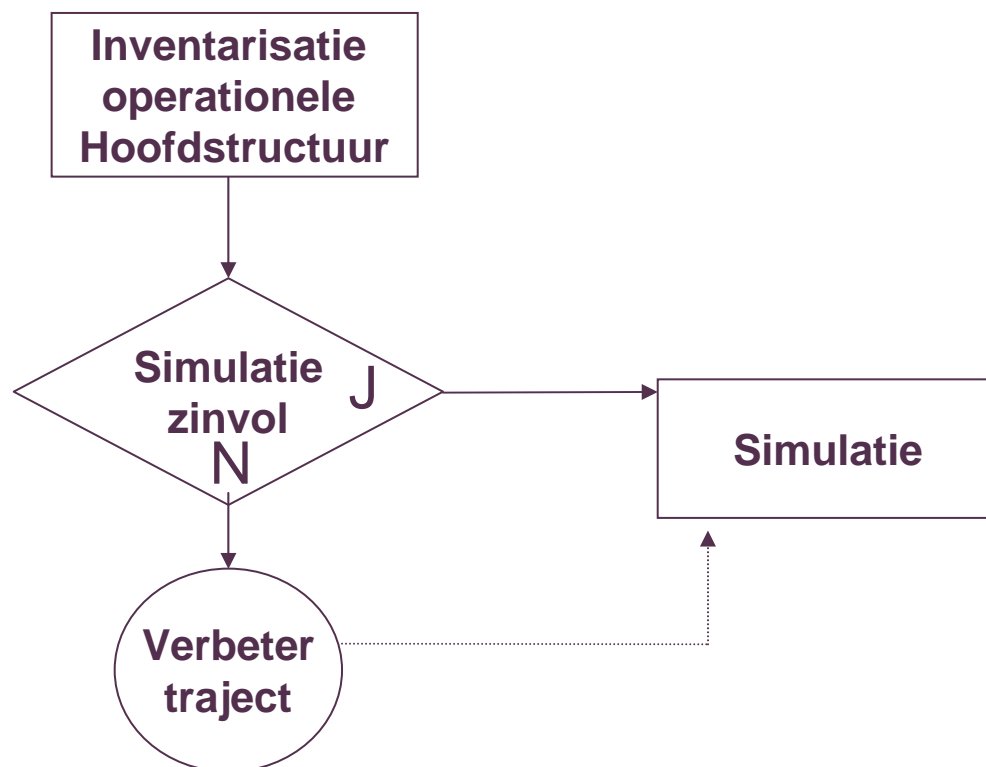 Inventarisatie
operationele
Hoofdstructuur
Simulatie
zinvol
J
N
Simulatie
Verbeter
traject